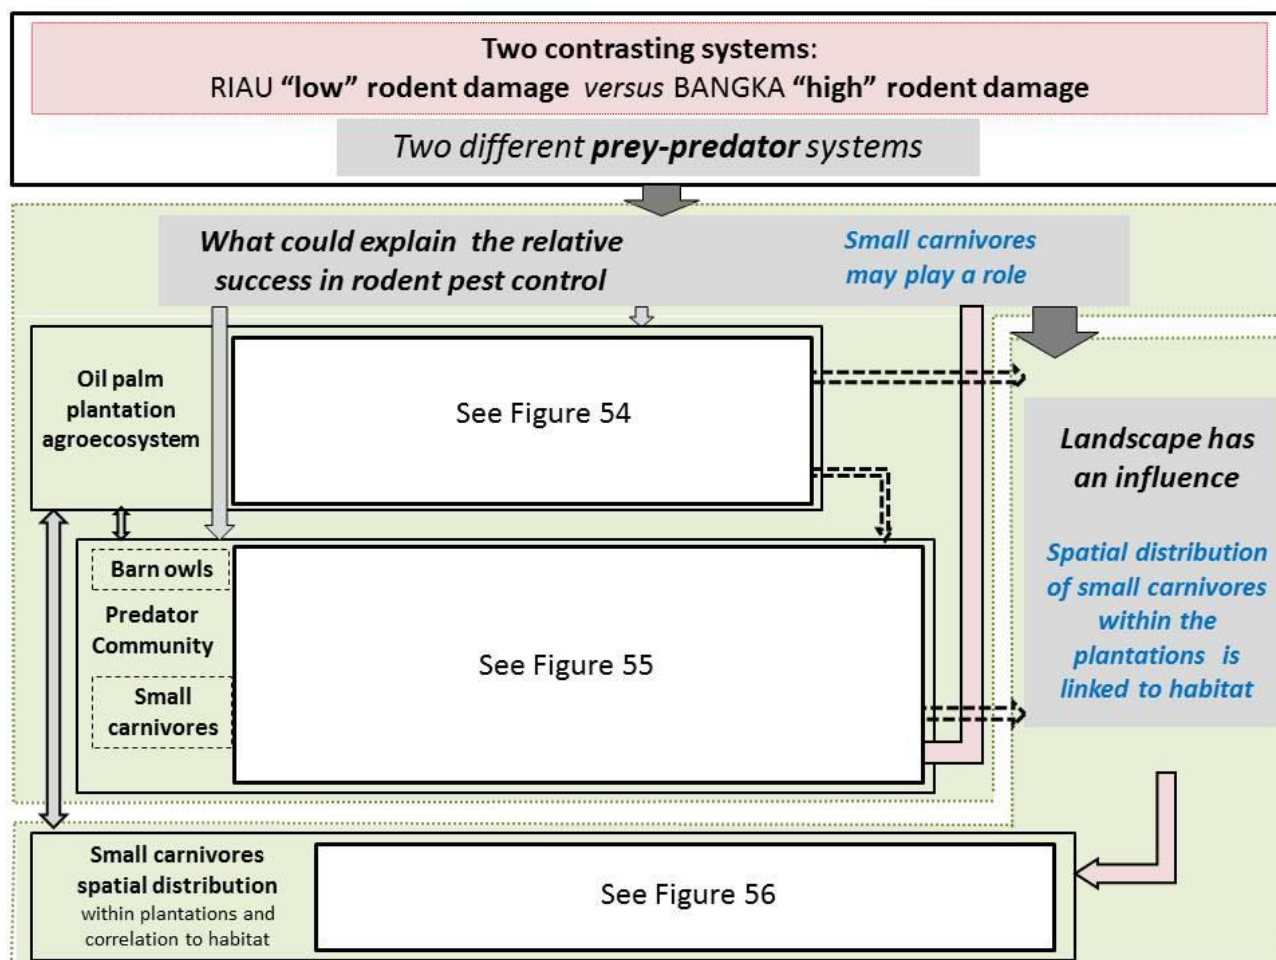 Two contrasting systems:
RIAU “low” rodent damage versus BANGKA “high” rodent damage
Two different prey-predator systems
What could explain the relative
success in rodent pest control
Small carnivores
may play a role
Oil palm
plantation
agroecosystem
See Figure 54
Landscape has
an influence
Spatial distribution
of small carnivores
within the
plantations is
linked to habitat
Barn owls
Predator
Community
Small
carnivores
See Figure 55
Small carnivores
spatial distribution
within plantations and
correlation to habitat
See Figure 56